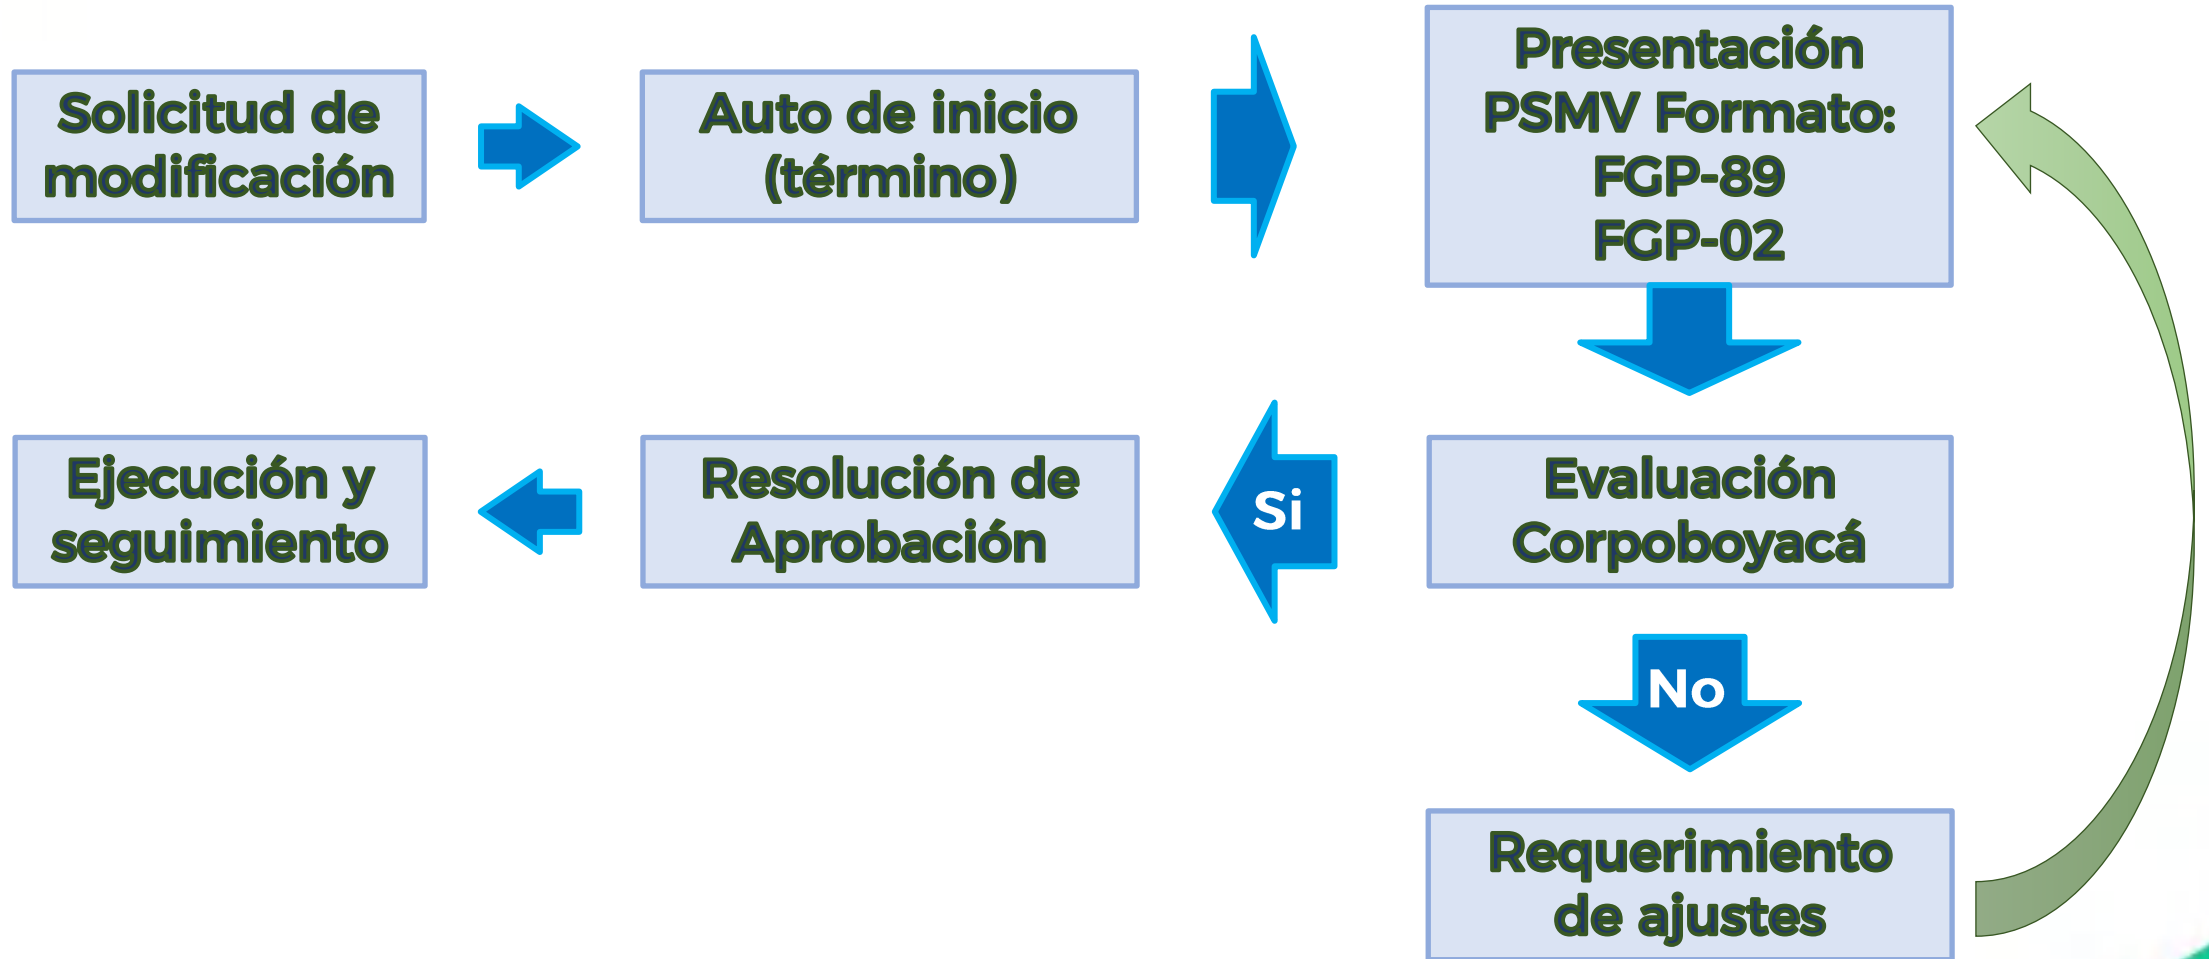 Solicitud de
modificación
Auto de inicio
(término)
Presentación
PSMV Formato:
FGP-89
FGP-02
Evaluación
Corpoboyacá
Si
Resolución de
Aprobación
Ejecución y
seguimiento
No
Requerimiento
de ajustes